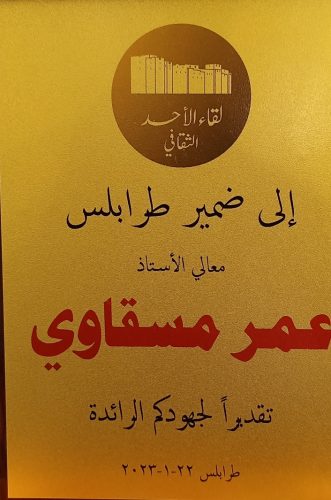 لقاء الأحد
الثقافي
إلى ضمير طرابلس
معالي الأستاذ
عمر مسقاوي
تقديراً لجهودكم الرائدة
طرابلس ٢٢-١-٢٠٢٣